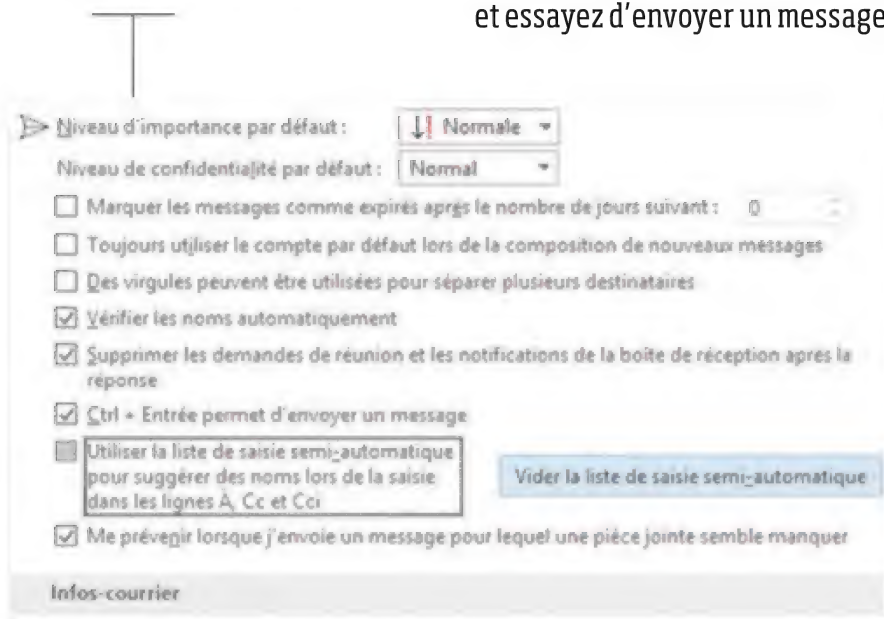 et essayez d'envoyer un message
Niveau d'importance par défaut : Normale
Niveau de confidentialité par défaut : Normal
Marquer les messages comme expirés après le nombre de jours suivant : 0
Toujours utiliser le compte par défaut lors de la composition de nouveaux messages
Des virgules peuvent être utilisées pour séparer plusieurs destinataires
Vérifier les noms automatiquement
Supprimer les demandes de réunion et les notifications de la boîte de réception après la
réponse
Ctrl + Entrée permet d'envoyer un message
Utiliser la liste de saisie semi-automatique
pour suggérer des noms lors de la saisie
dans les lignes À, Cc et Cci
Vider la liste de saisie semi-automatique
Me prévenir lorsque j'envoie un message pour lequel une pièce jointe semble manquer
Infos-courrier